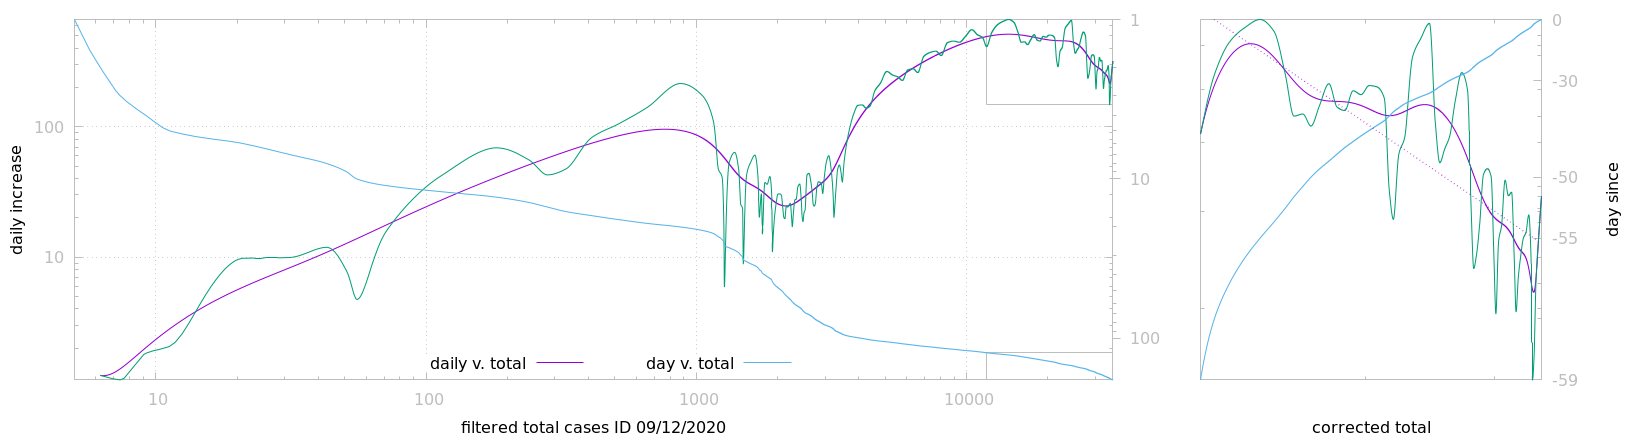 daily increase
100
10
daily v. total
day v. total
10
100
1000
10000
filtered total cases ID 09/12/2020
1
10
100
0
-30
-50
-55
-59
day since
corrected total